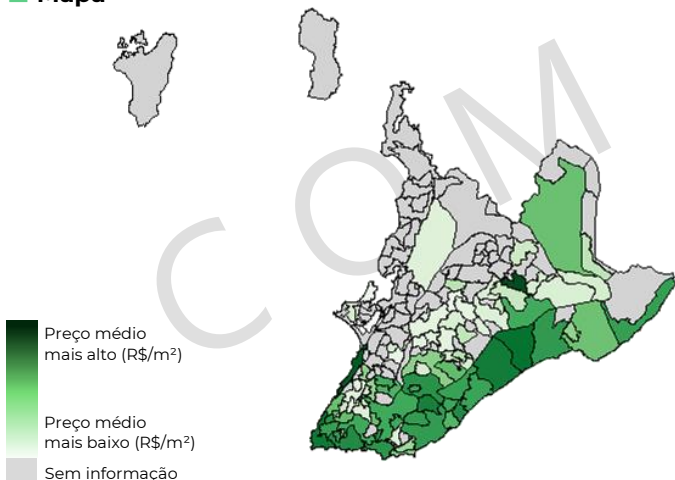 Mapa
COM
Preço médio
mais alto (R$/m²)
Preço médio
mais baixo (R$/m²)
Sem informação